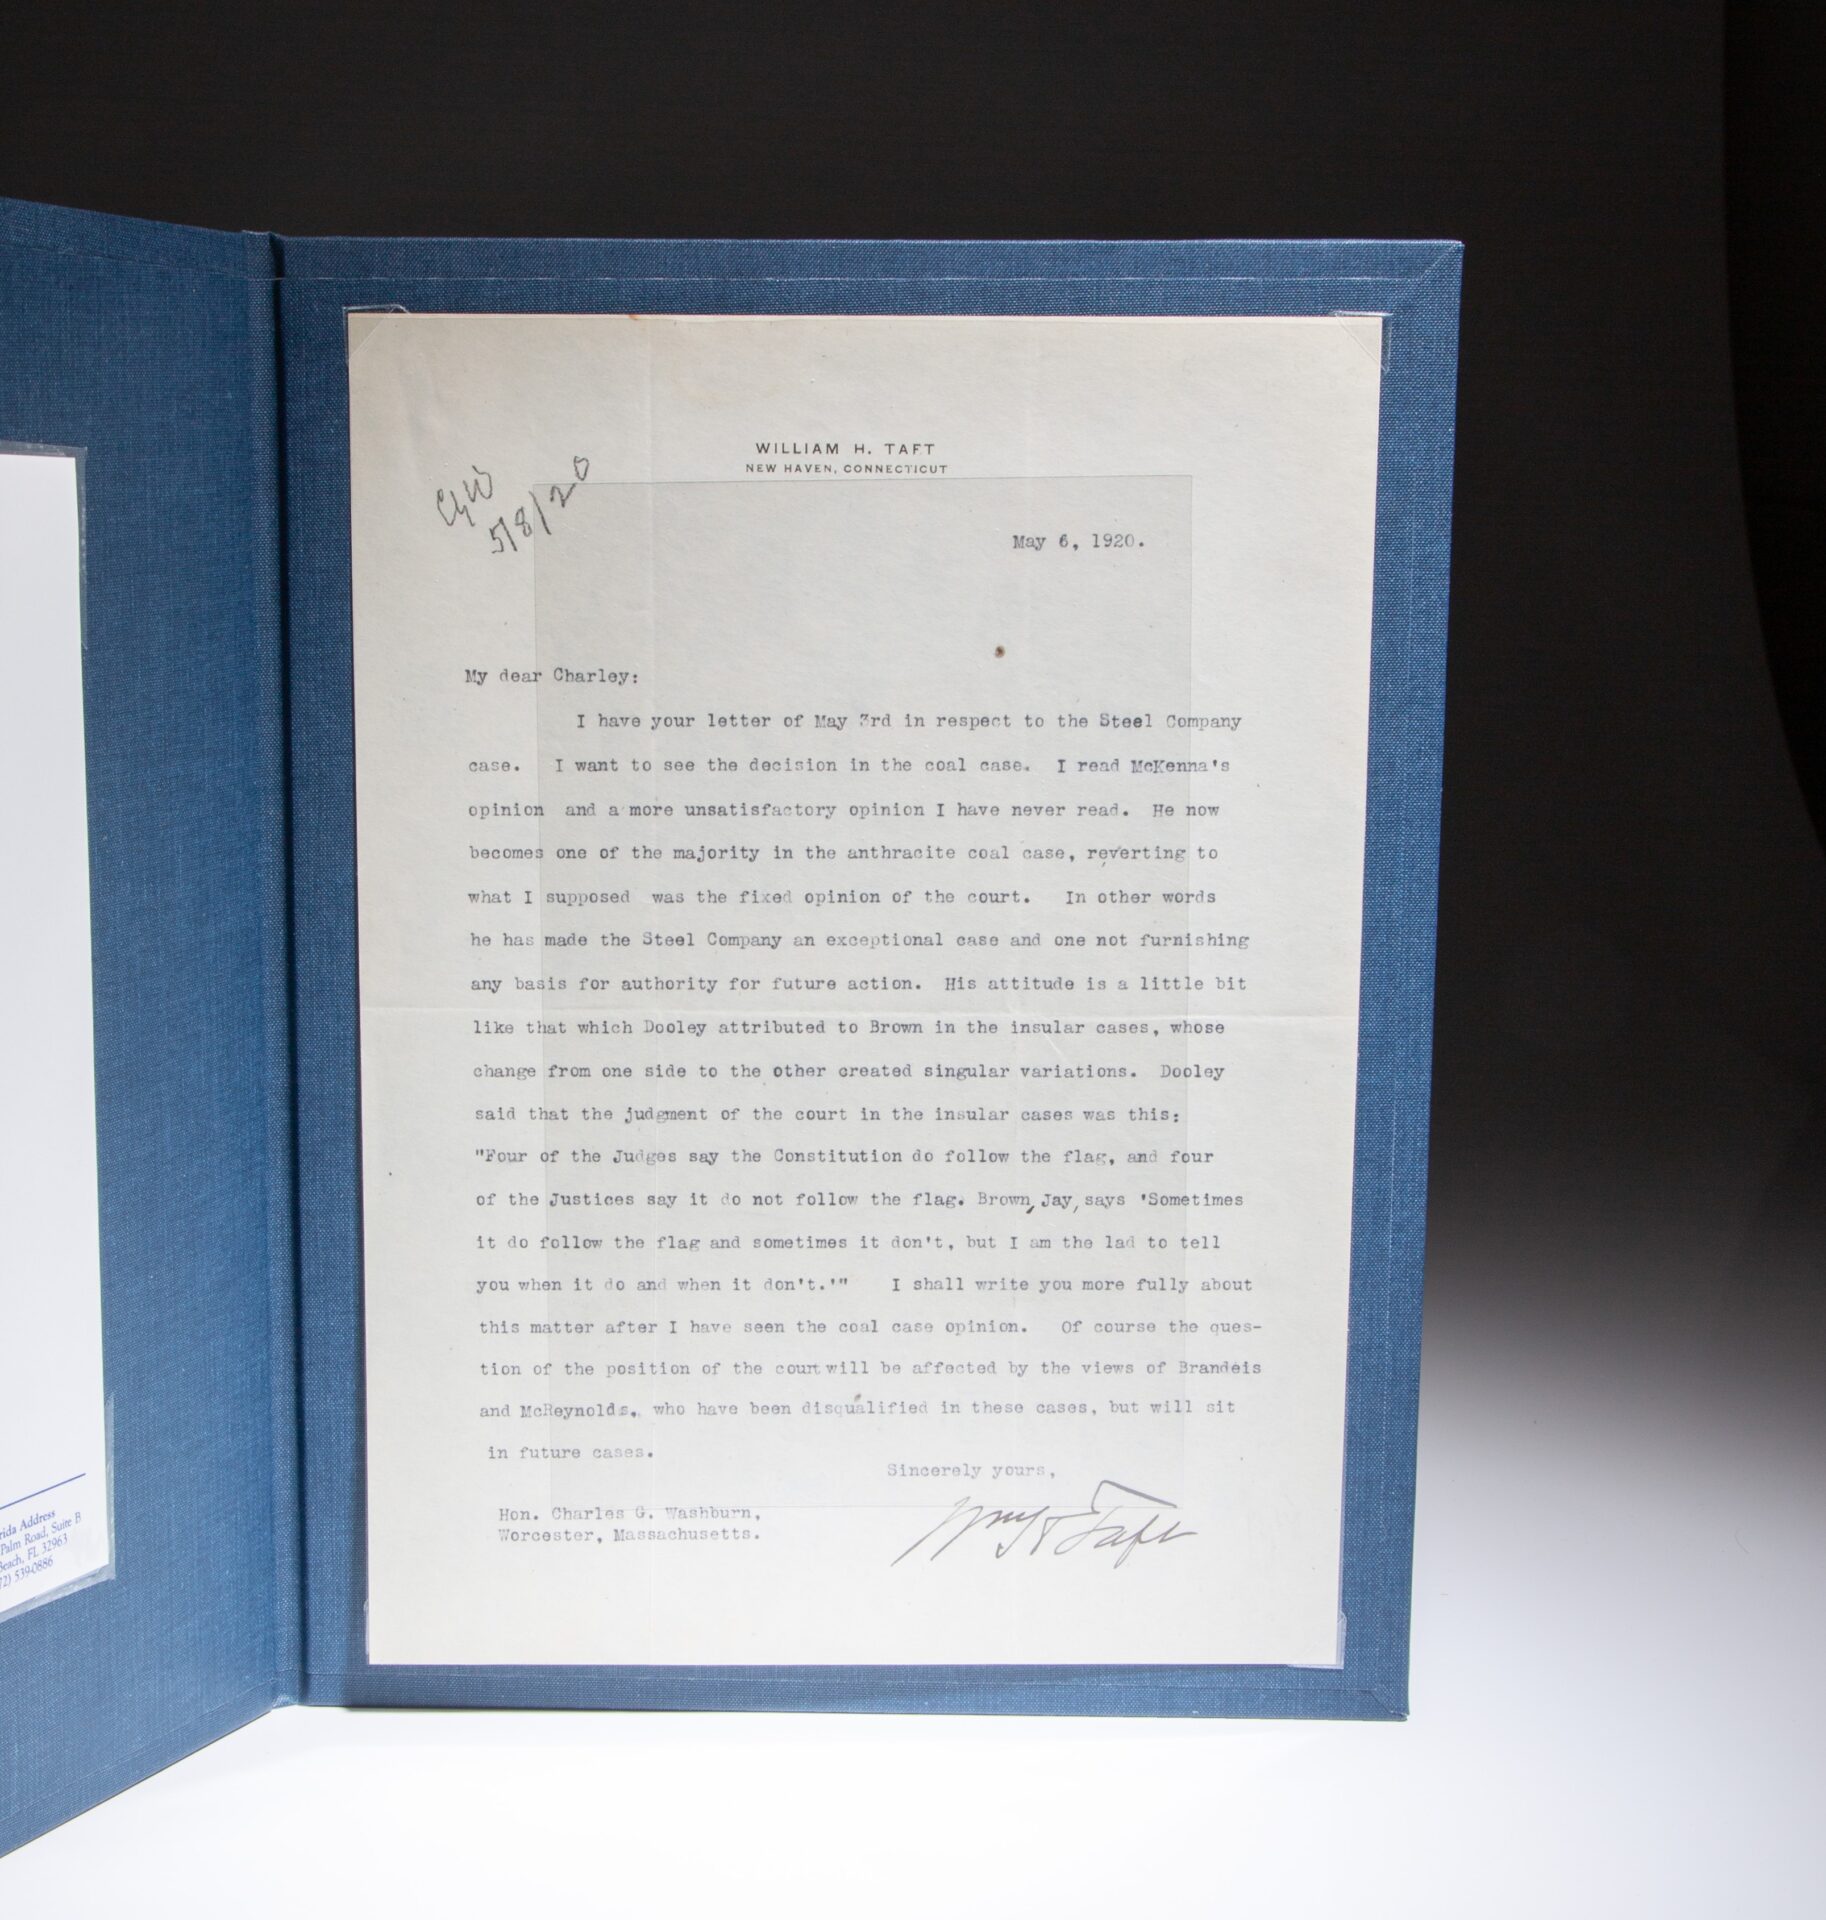 WILLIAM H. TAFT
NEW HAVEN, CONNECTICUT
CGW
5/8/20
May 6, 1920.
My dear Charley:
I have your letter of May 3rd in respect to the Steel Company
case. I want to see the decision in the coal case. I read McKenna's
opinion and a more unsatisfactory opinion I have never read. He now
becomes one of the majority in the anthracite coal case, reverting to
what I supposed was the fixed opinion of the court. In other words
he has made the Steel Company an exceptional case and one not furnishing
any basis for authority for future action. His attitude is a little bit
like that which Dooley attributed to Brown in the insular cases, whose
change from one side to the other created singular variations. Dooley
said that the judgment of the court in the insular cases was this:
"Four of the Judges say the Constitution do follow the flag, and four
of the Justices say it do not follow the flag. Brown, Jay, says 'Sometimes
it do follow the flag and sometimes it don't, but I am the lad to tell
you when it do and when it don't.'" I shall write you more fully about
this matter after I have seen the coal case opinion. Of course the ques-
tion of the position of the court will be affected by the views of Brandeis
and McReynolds, who have been disqualified in these cases, but will sit
in future cases.
Sincerely yours,
Wm H Taft
Hon. Charles G. Washburn,
Worcester, Massachusetts.
rida Address
Palm Road, Suite B
Beach, FL 32963
72) 539-0886